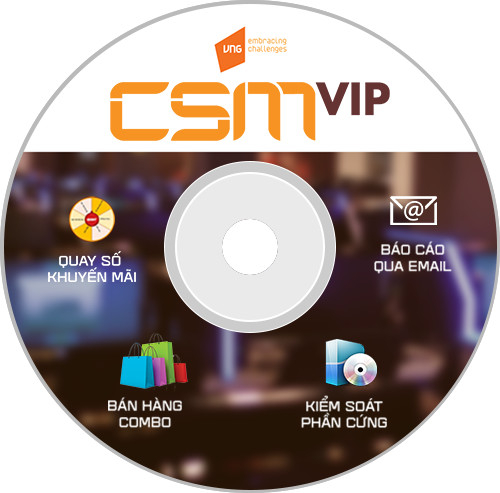 VNG
embracing
challenges
CSM VIP
QUAY SỐ
KHUYẾN MÃI
BÁO CÁO
QUA EMAIL
@
BÁN HÀNG
COMBO
KIỂM SOÁT
PHẦN CỨNG